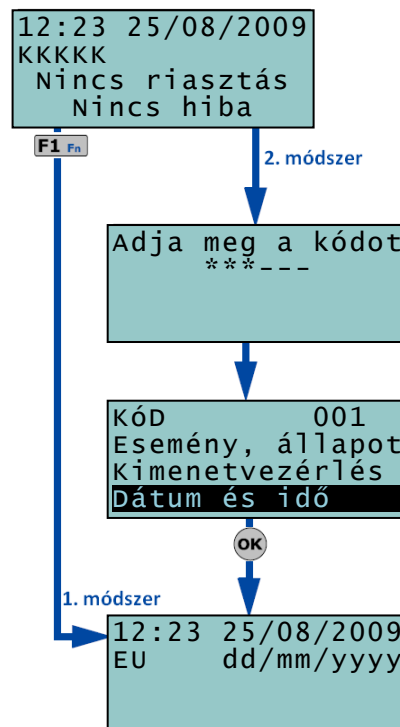 12:23 25/08/2009
KKKKK
Nincs riasztás
Nincs hiba
F1 Fn
2. módszer
Adja meg a kódot
***---
KóD 001
Esemény, állapot
Kimenetvezérlés
Dátum és idő
OK
1. módszer
12:23 25/08/2009
EU dd/mm/yyyy